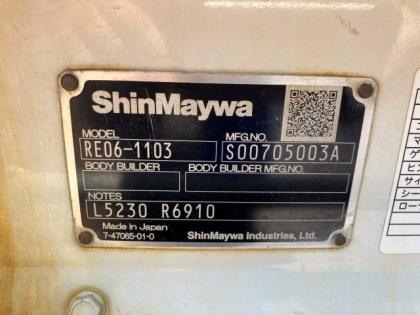 ShinMaywa
MODEL MFG.NO.
RE06-1103 S00705003A
BODY BUILDER BODY BUILDER MFG.NO.
NOTES
L5230 R6910
Made in Japan
7-47065-01-0 ShinMaywa Industries, Ltd.